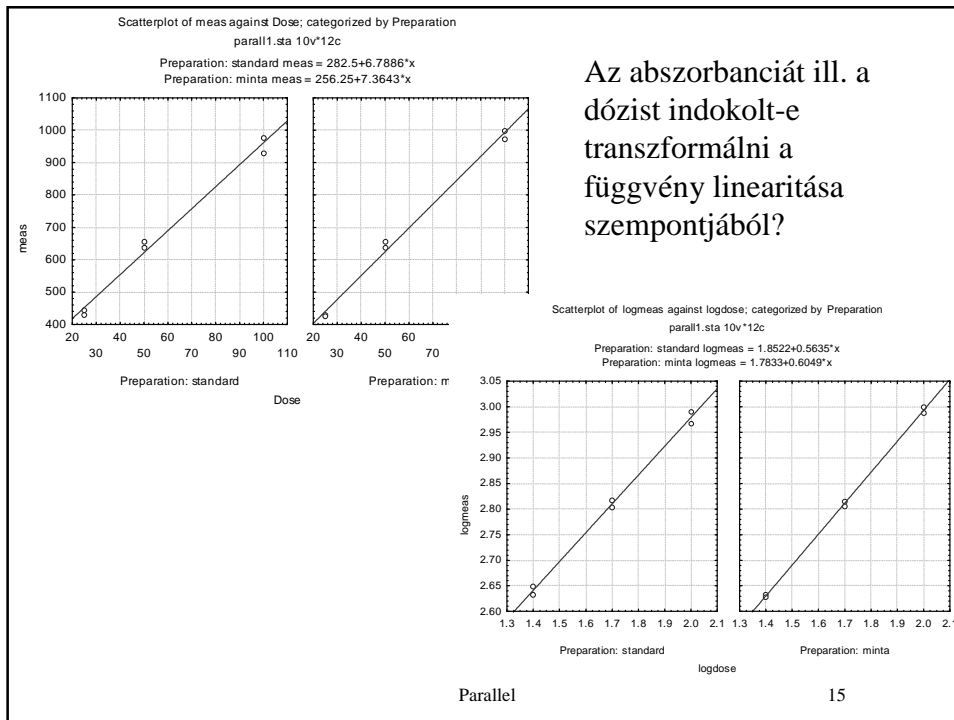 Scatterplot of meas against Dose; categorized by Preparation
parall1.sta 10v*12c
Preparation: standard meas = 282.5+6.7886*x
Preparation: minta meas = 256.25+7.3643*x
1100
1000
900
800
700
600
500
400
meas
20 40 60 80 100 20 40 60
30 50 70 90 110 30 50 70
Preparation: standard
Preparation: m
Dose
Az abszorbanciát ill. a
dózist indokolt-e
transzformálni a
függvény linearitása
szempontjából?
Scatterplot of logmeas against logdose; categorized by Preparation
parall1.sta 10v*12c
Preparation: standard logmeas = 1.8522+0.5635*x
Preparation: minta logmeas = 1.7833+0.6049*x
3.05
3.00
2.95
2.90
2.85
2.80
2.75
2.70
2.65
2.60
logmeas
1.3 1.4 1.5 1.6 1.7 1.8 1.9 2.0 2.1 1.3 1.4 1.5 1.6 1.7 1.8 1.9 2.0 2.1
Preparation: standard
Preparation: minta
logdose
Parallel
15